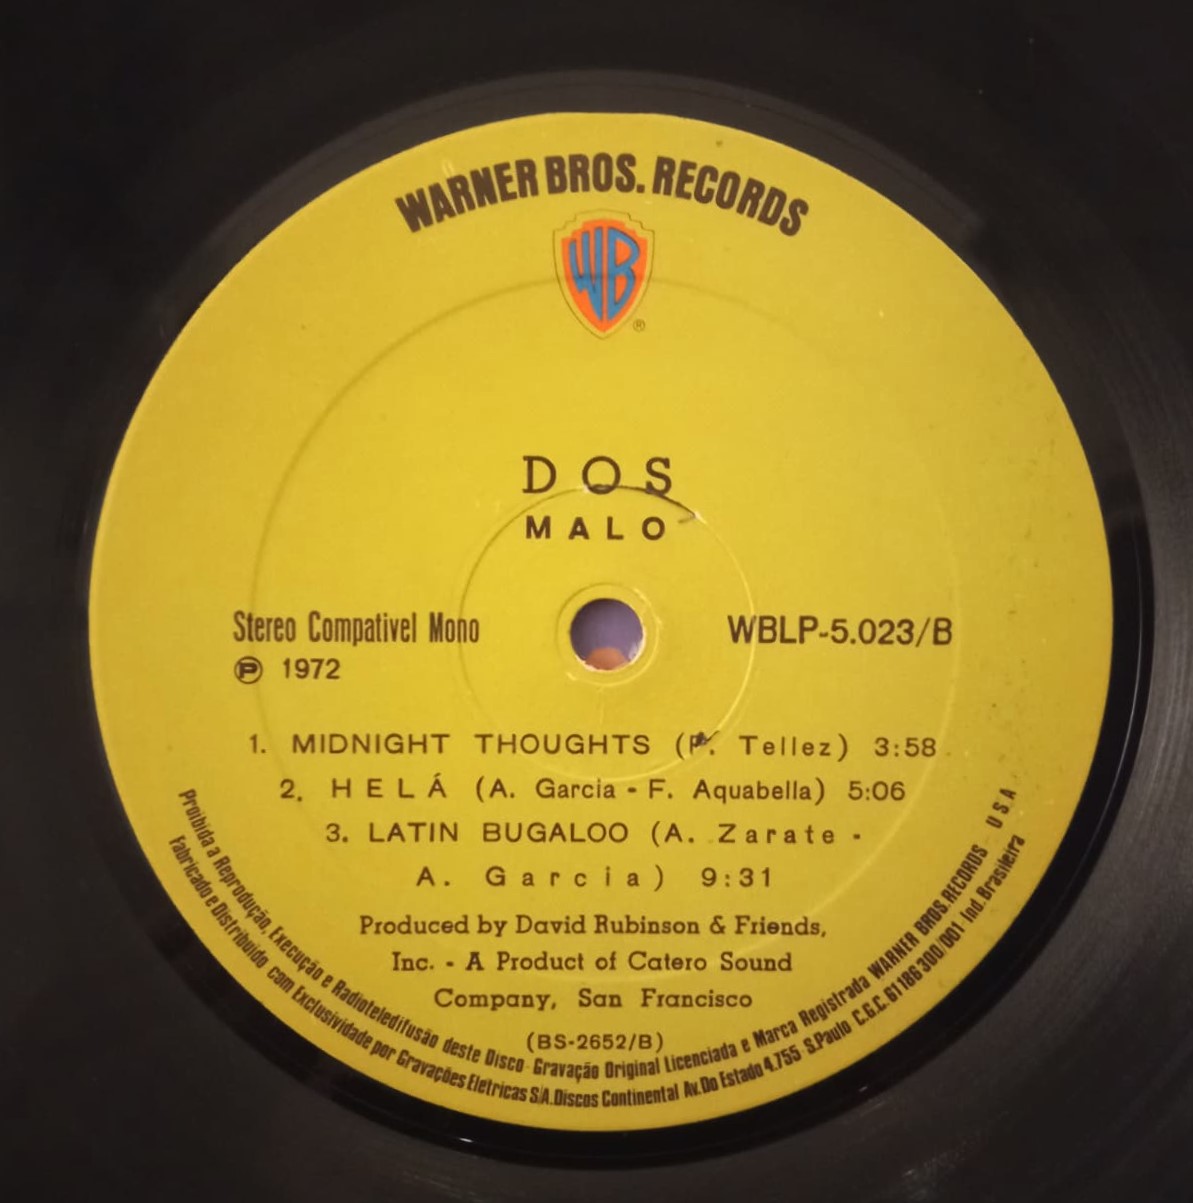 WARNER BROS. RECORDS
WB
®
DOS
MALO
Stereo Compativel Mono
WBLP-5.023/B
℗ 1972
1. MIDNIGHT THOUGHTS (P. Tellez) 3:58
2. HELÁ (A. Garcia - F. Aquabella) 5:06
3. LATIN BUGALOO (A. Zarate -
A. Garcia) 9:31
Produced by David Rubinson & Friends,
Inc. - A Product of Catero Sound
Company, San Francisco
(BS-2652/B)
Proibida a Reprodução, Execução e Radioteledifusão deste Disco - Gravação Original Licenciada e Marca Registrada WARNER BROS. RECORDS - U S A
Fabricado e Distribuído com Exclusividade por Gravações Eletricas S/A. Discos Continental Av. Do Estado 4.755 S. Paulo C.G.C. 61 186 300/001 - Ind. Brasileira